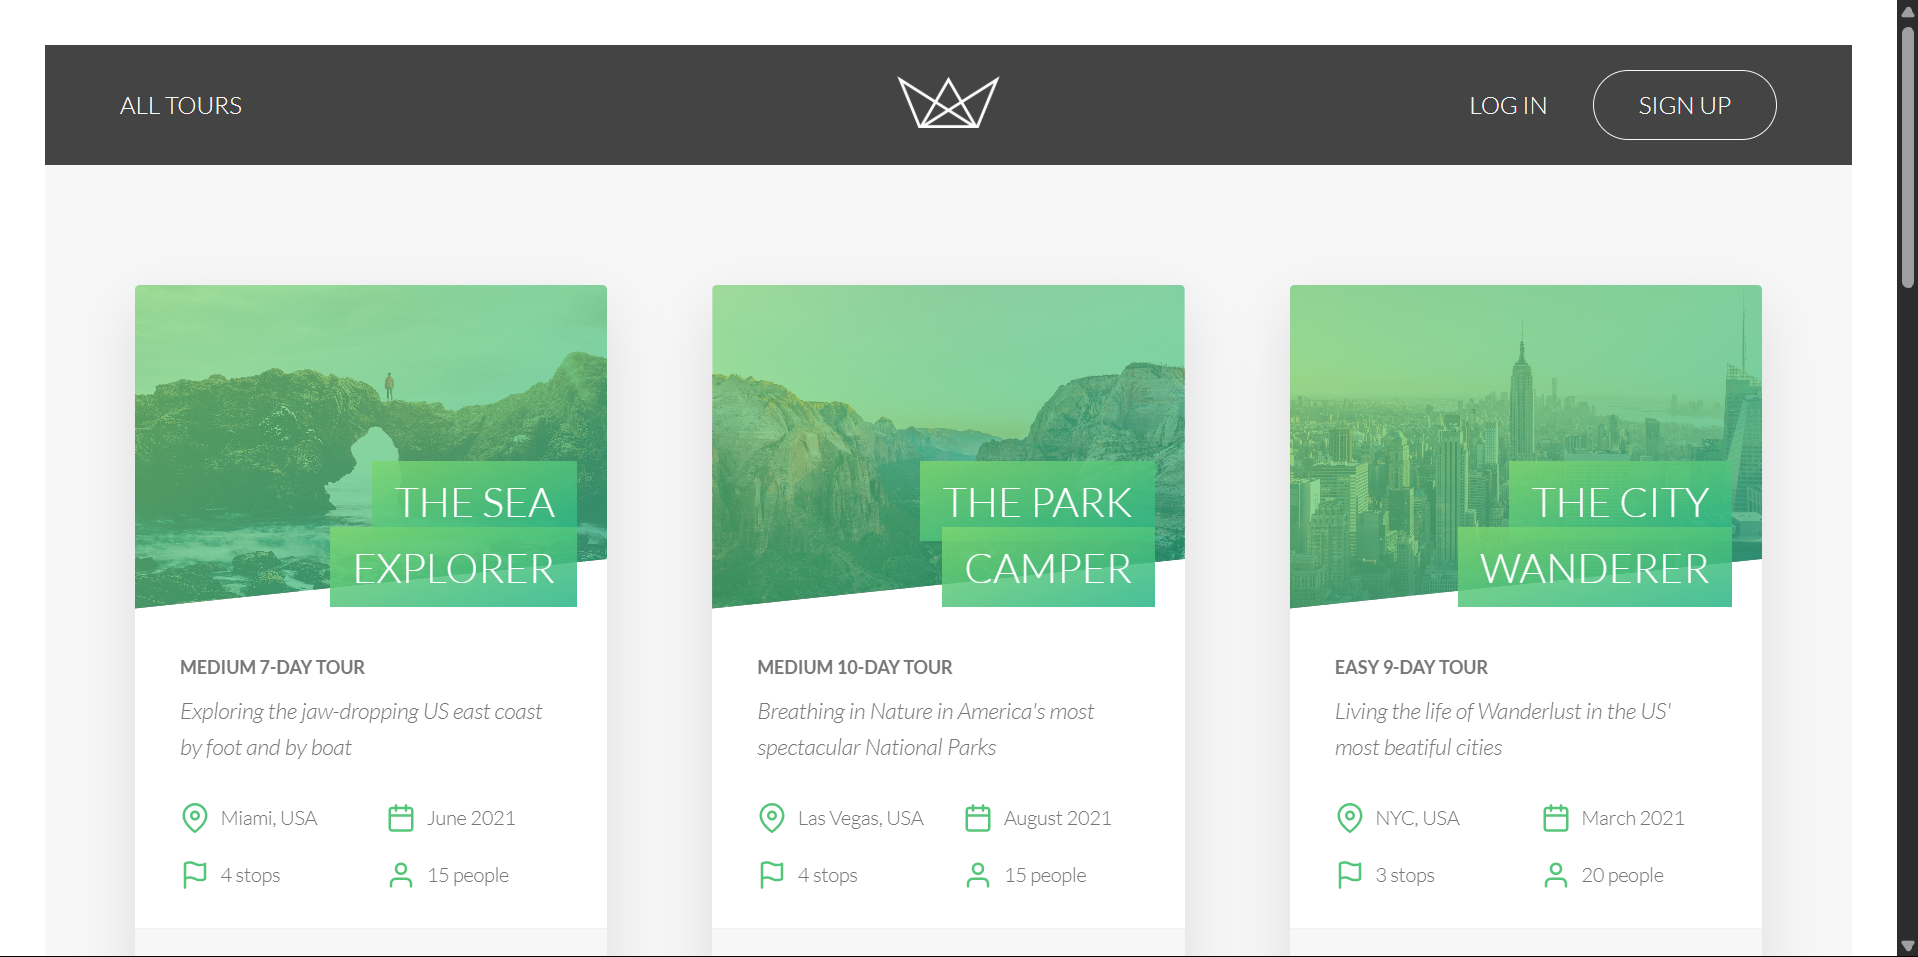 ALL TOURS
LOG IN
SIGN UP
THE SEA
EXPLORER
MEDIUM 7-DAY TOUR
Exploring the jaw-dropping US east coast
by foot and by boat
Miami, USA
June 2021
4 stops
15 people
THE PARK
CAMPER
MEDIUM 10-DAY TOUR
Breathing in Nature in America's most
spectacular National Parks
Las Vegas, USA
August 2021
4 stops
15 people
THE CITY
WANDERER
EASY 9-DAY TOUR
Living the life of Wanderlust in the US'
most beatiful cities
NYC, USA
March 2021
3 stops
20 people